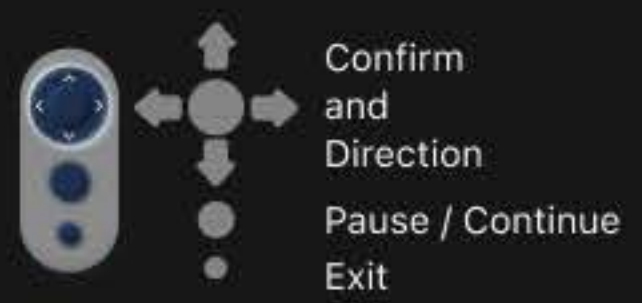 Confirm
and
Direction
Pause / Continue
Exit